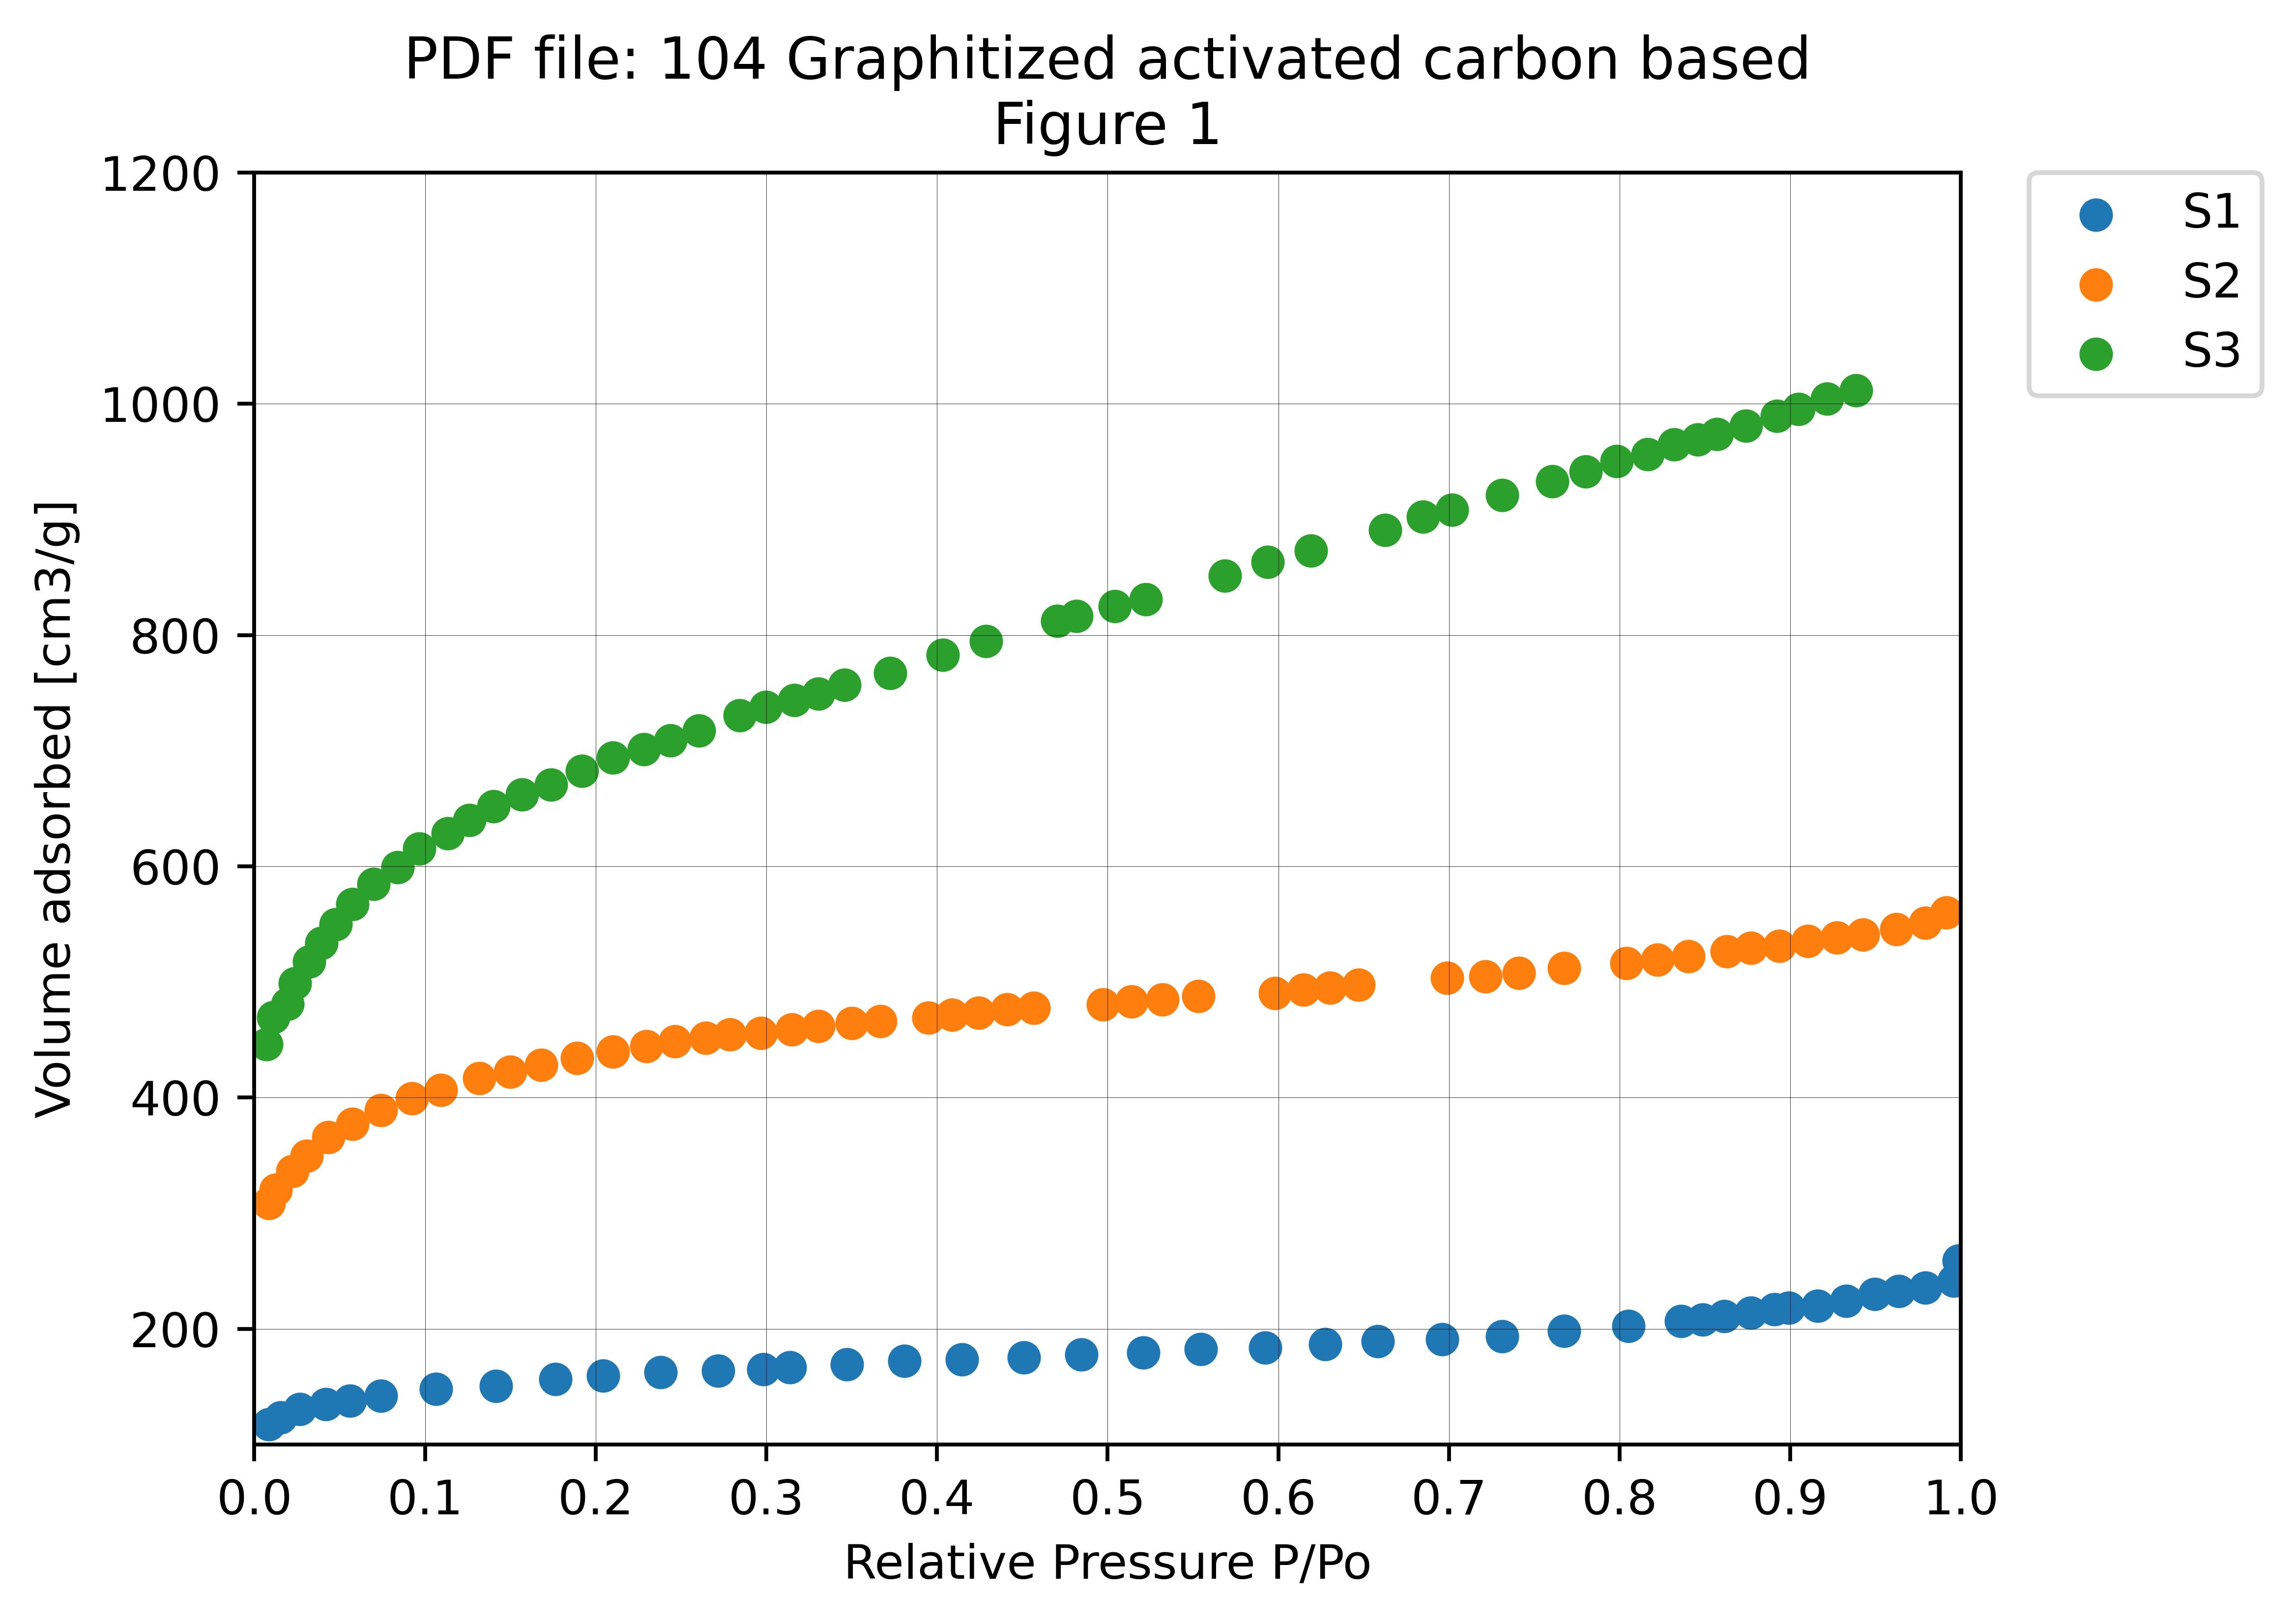 PDF file: 104 Graphitized activated carbon based
Figure 1
1200
1000
800
600
400
200
Volume adsorbed [cm3/g]
0.0 0.1 0.2 0.3 0.4 0.5 0.6 0.7 0.8 0.9 1.0
Relative Pressure P/Po
S1
S2
S3